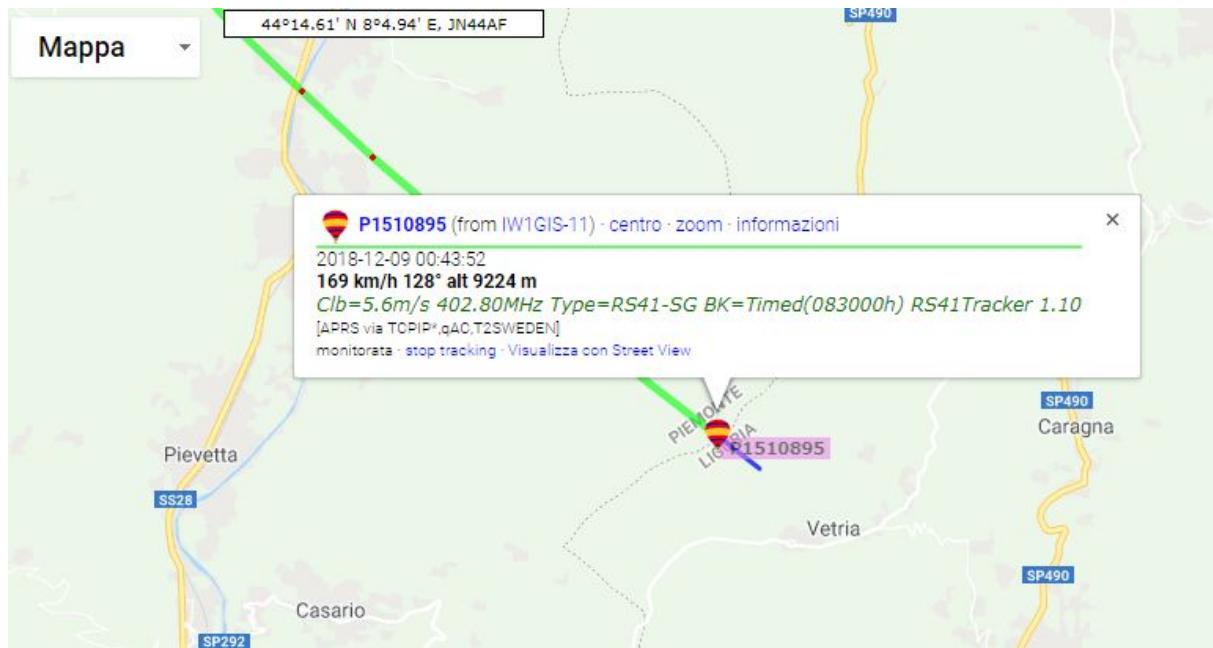 44°14.61' N 8°4.94' E, JN44AF
SP490
Mappa
P1510895 (from IW1GIS-11) · centro · zoom · informazioni
2018-12-09 00:43:52
169 km/h 128° alt 9224 m
Clb=5.6m/s 402.80MHz Type=RS41-SG BK=Timed(083000h) RS41Tracker 1.10
[APRS via TCPIP*,qAC,T2SWEDEN]
monitorata · stop tracking · Visualizza con Street View
PIEMONTE
SP490
Caragna
LIGURIA
P1510895
Pievetta
SS28
Vetria
SP490
Casario
SP292